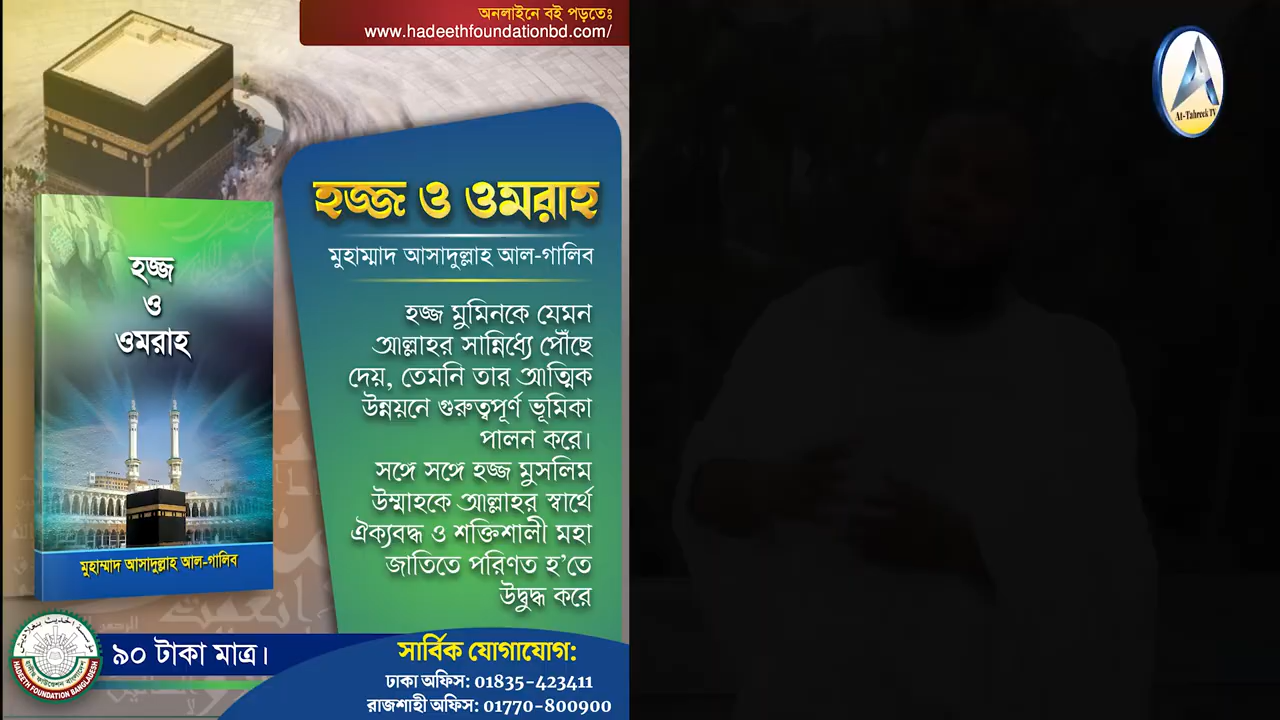 অনলাইনে বই পড়তেঃ
www.hadeethfoundationbd.com/
At-Tahreek TV
হজ্জ ও ওমরাহ
মুহাম্মাদ আসাদুল্লাহ আল-গালিব
হজ্জ মুমিনকে যেমন
আল্লাহর সান্নিধ্যে পৌঁছে
দেয়, তেমনি তার আত্মিক
উন্নয়নে গুরুত্বপূর্ণ ভূমিকা
পালন করে।
সঙ্গে সঙ্গে হজ্জ মুসলিম
উম্মাহকে আল্লাহর স্বার্থে
ঐক্যবদ্ধ ও শক্তিশালী মহা
জাতিতে পরিণত হ’তে
উদ্বুদ্ধ করে
হজ্জ
ও
ওমরাহ
মুহাম্মাদ আসাদুল্লাহ আল-গালিব
HADEETH FOUNDATION BANGLADESH
৯০ টাকা মাত্র।
সার্বিক যোগাযোগ:
ঢাকা অফিস: 01835-423411
রাজশাহী অফিস: 01770-800900